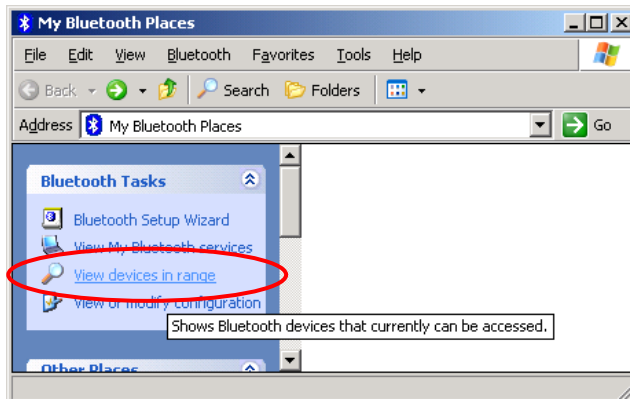 My Bluetooth Places
File Edit View Bluetooth Favorites Tools Help
Back Search Folders
Address My Bluetooth Places Go
Bluetooth Tasks
Bluetooth Setup Wizard
View My Bluetooth services
View devices in range
View or modify configuration
Shows Bluetooth devices that currently can be accessed.
Other Places